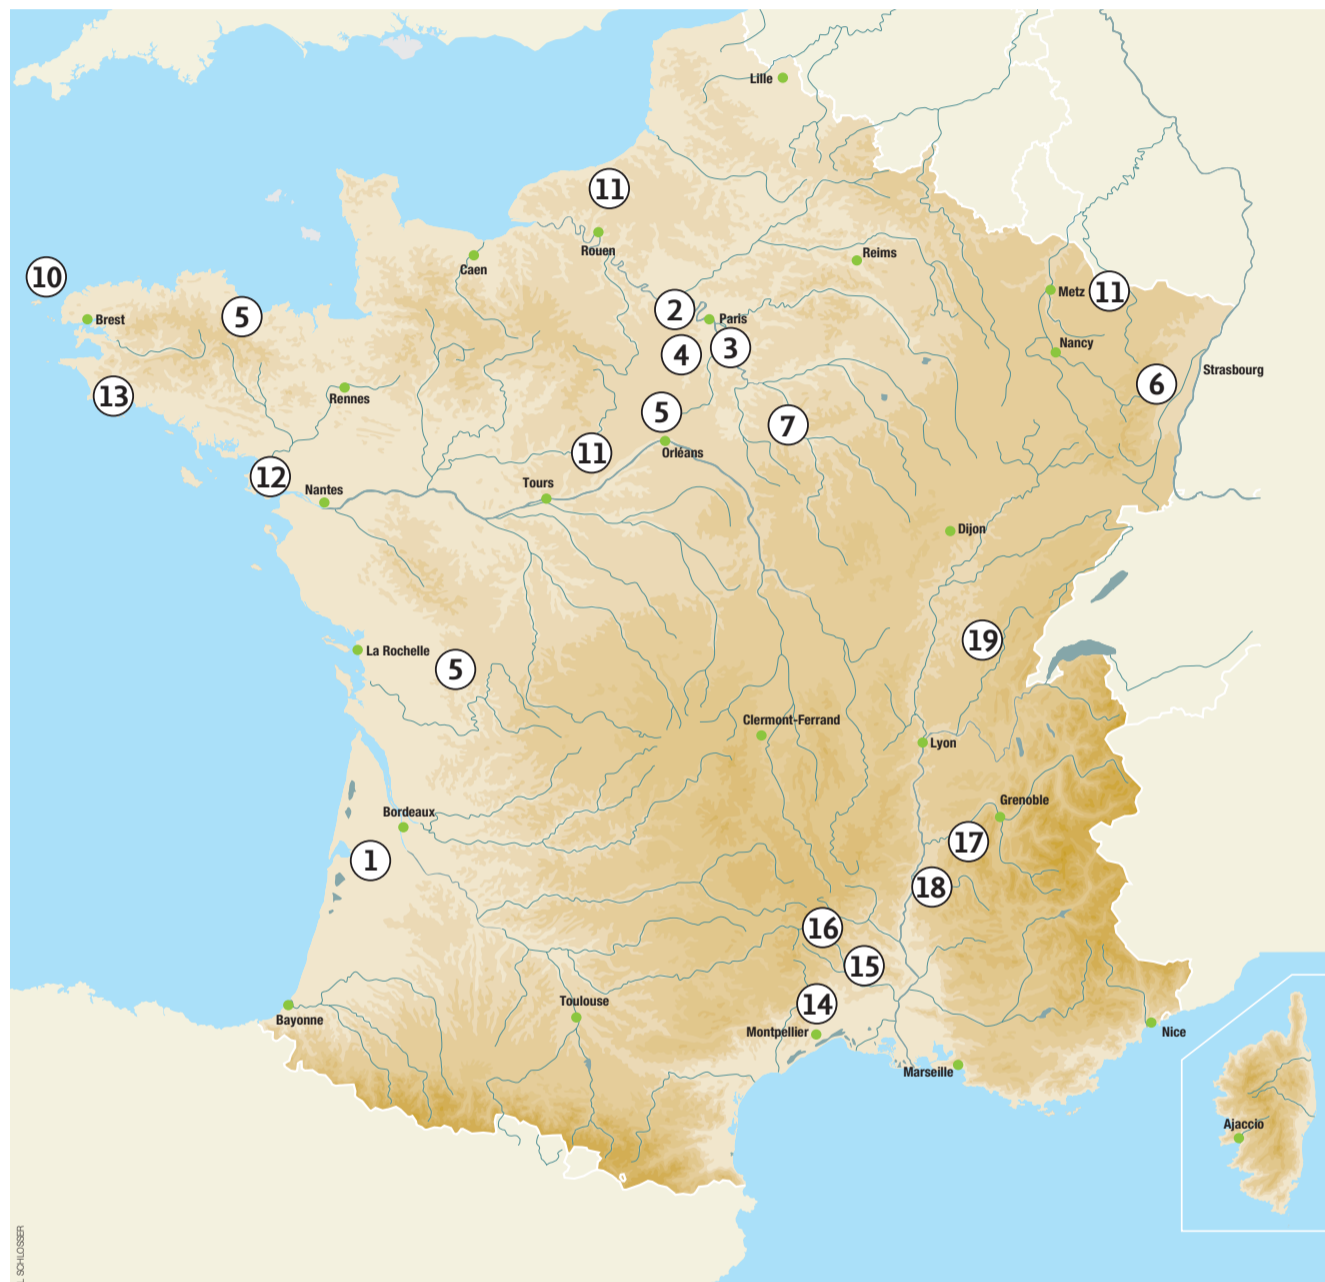 Lille
11
Rouen
Caen
Reims
10
Brest
5
2
Paris
Metz
11
4
3
Nancy
Strasbourg
6
13
Rennes
5
7
Orléans
11
12
Nantes
Tours
Dijon
19
La Rochelle
5
Clermont-Ferrand
Lyon
Grenoble
Bordeaux
17
1
18
16
15
Toulouse
14
Bayonne
Montpellier
Nice
Marseille
Ajaccio
L SCHLOSSER